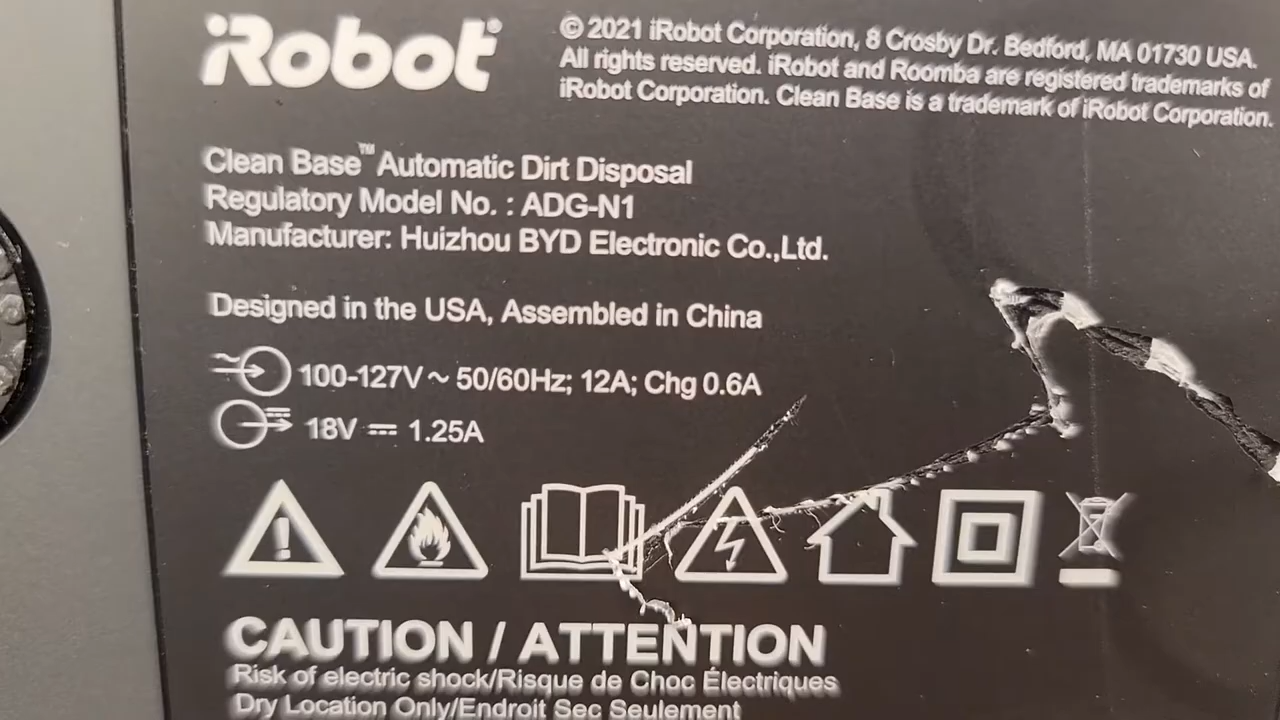 iRobot®
© 2021 iRobot Corporation, 8 Crosby Dr. Bedford, MA 01730 USA.
All rights reserved. iRobot and Roomba are registered trademarks of
iRobot Corporation. Clean Base is a trademark of iRobot Corporation.
Clean Base™ Automatic Dirt Disposal
Regulatory Model No. : ADG-N1
Manufacturer: Huizhou BYD Electronic Co.,Ltd.
Designed in the USA, Assembled in China
100-127V ~ 50/60Hz; 12A; Chg 0.6A
18V ⎓ 1.25A
CAUTION / ATTENTION
Risk of electric shock/Risque de Choc Électriques
Dry Location Only/Endroit Sec Seulement